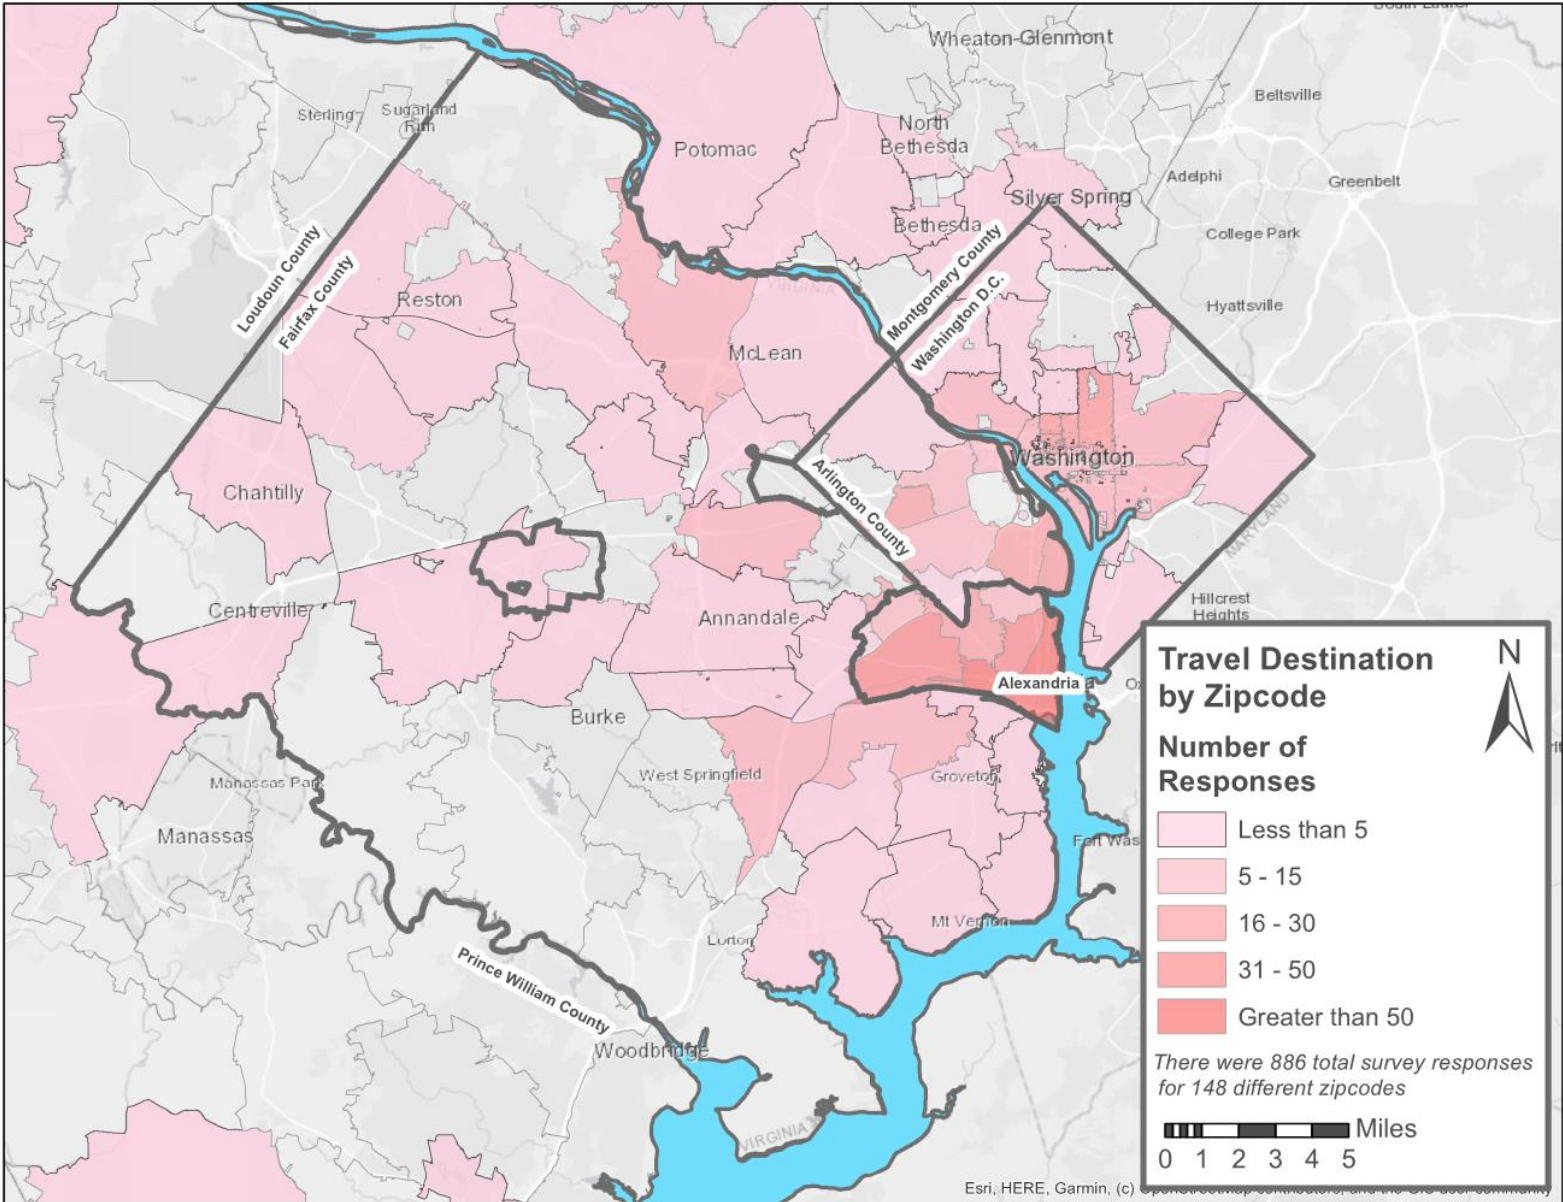 Wheaton-Glenmont
Beltsville
Sterling
Sugarland
Run
North
Bethesda
Potomac
Adelphi
Greenbelt
Silver Spring
Bethesda
College Park
Loudoun County
Fairfax County
Montgomery County
Washington D.C.
VIRGINIA
Reston
Hyattsville
McLean
Washington
Arlington County
Chahtilly
MARYLAND
Centreville
Annandale
Hillcrest
Heights
Alexandria
Burke
West Springfield
Groveton
Manassas Park
Manassas
Fort Was
Mt Vernon
Lorton
Prince William County
Woodbridge
VIRGINIA
Travel Destination
by Zipcode
N
Number of
Responses
Less than 5
5 - 15
16 - 30
31 - 50
Greater than 50
There were 886 total survey responses
for 148 different zipcodes
Miles
0 1 2 3 4 5
Esri, HERE, Garmin, (c)